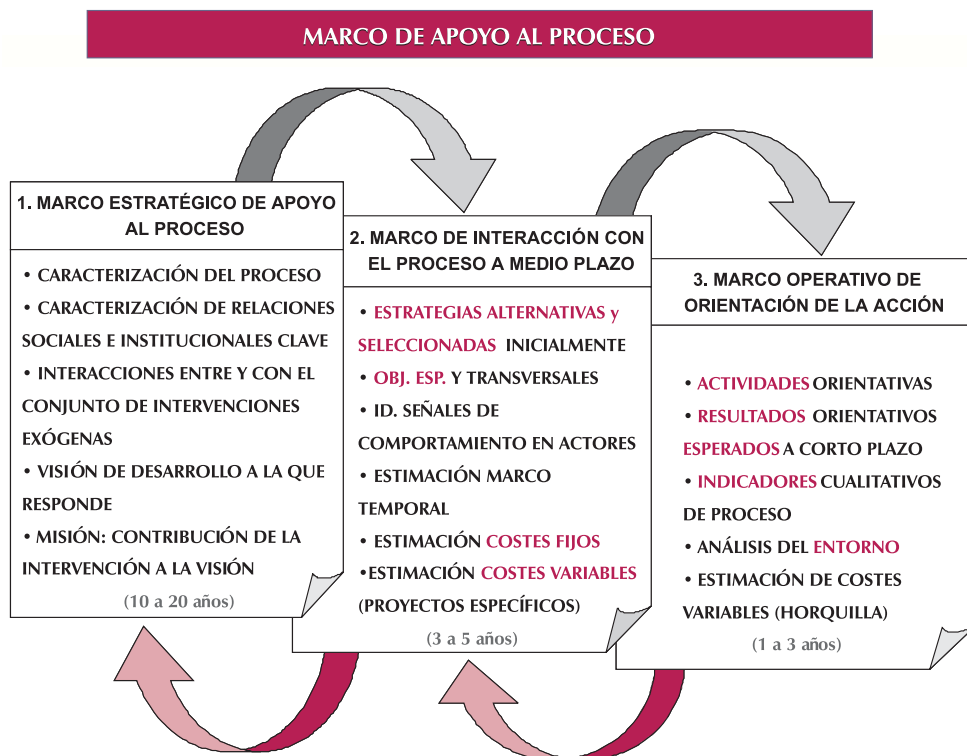 MARCO DE APOYO AL PROCESO
1. MARCO ESTRATÉGICO DE APOYO
AL PROCESO
• CARACTERIZACIÓN DEL PROCESO
• CARACTERIZACIÓN DE RELACIONES
SOCIALES E INSTITUCIONALES CLAVE
• INTERACCIONES ENTRE Y CON EL
CONJUNTO DE INTERVENCIONES
EXÓGENAS
• VISIÓN DE DESARROLLO A LA QUE
RESPONDE
• MISIÓN: CONTRIBUCIÓN DE LA
INTERVENCIÓN A LA VISIÓN
(10 a 20 años)
2. MARCO DE INTERACCIÓN CON
EL PROCESO A MEDIO PLAZO
• ESTRATEGIAS ALTERNATIVAS y
SELECCIONADAS INICIALMENTE
• OBJ. ESP. Y TRANSVERSALES
• ID. SEÑALES DE
COMPORTAMIENTO EN ACTORES
• ESTIMACIÓN MARCO
TEMPORAL
• ESTIMACIÓN COSTES FIJOS
•ESTIMACIÓN COSTES VARIABLES
(PROYECTOS ESPECÍFICOS)
(3 a 5 años)
3. MARCO OPERATIVO DE
ORIENTACIÓN DE LA ACCIÓN
• ACTIVIDADES ORIENTATIVAS
• RESULTADOS ORIENTATIVOS
ESPERADOS A CORTO PLAZO
• INDICADORES CUALITATIVOS
DE PROCESO
• ANÁLISIS DEL ENTORNO
• ESTIMACIÓN DE COSTES
VARIABLES (HORQUILLA)
(1 a 3 años)